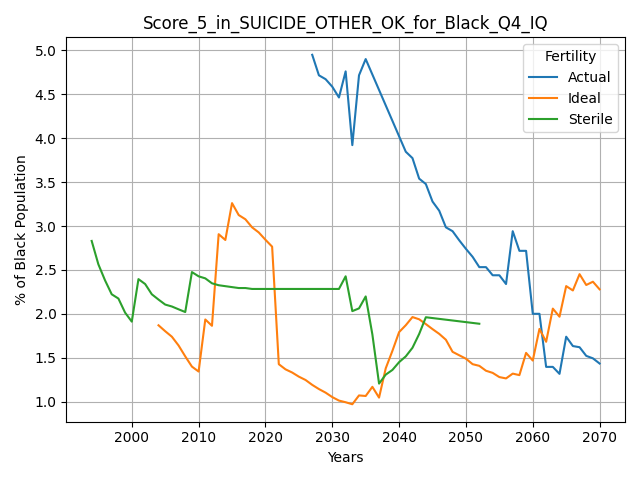 Score_5_in_SUICIDE_OTHER_OK_for_Black_Q4_IQ
Fertility
Actual
Ideal
Sterile
% of Black Population
5.0
4.5
4.0
3.5
3.0
2.5
2.0
1.5
1.0
2000 2010 2020 2030 2040 2050 2060 2070
Years